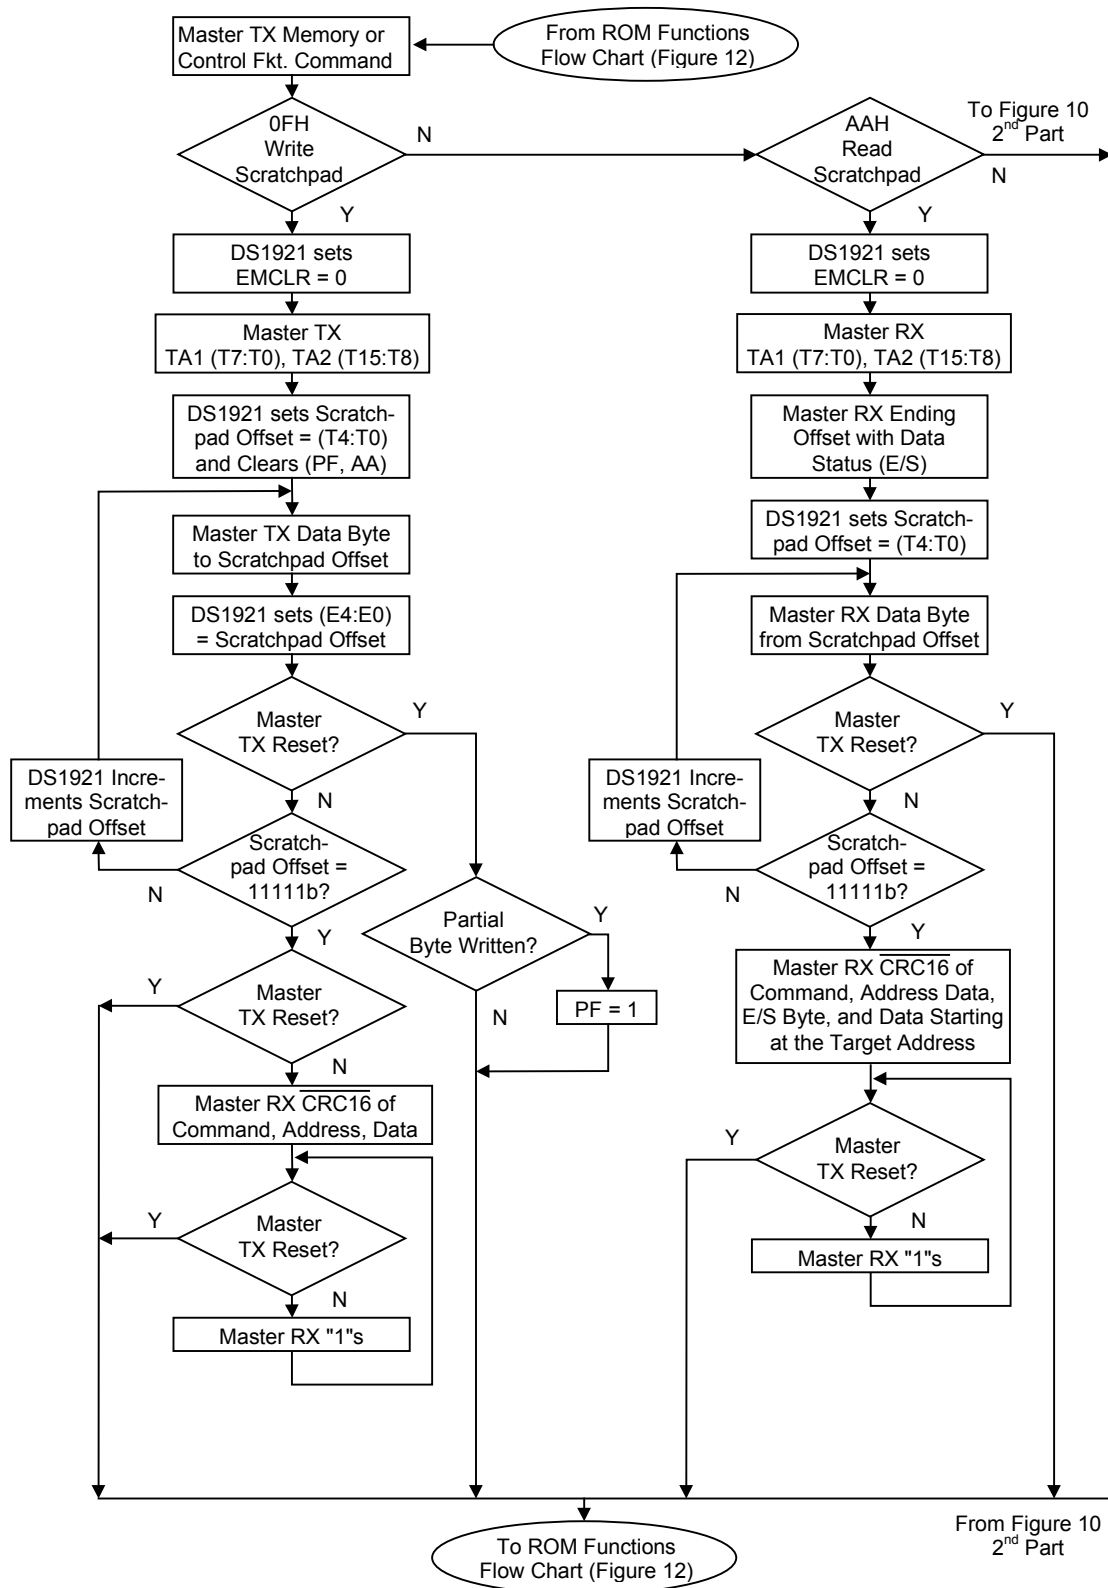 Master TX Memory or
Control Fkt. Command
From ROM Functions
Flow Chart (Figure 12)
0FH
Write
Scratchpad
N
Y
AAH
Read
Scratchpad
To Figure 10
2nd Part
N
Y
DS1921 sets
EMCLR = 0
Master TX
TA1 (T7:T0), TA2 (T15:T8)
DS1921 sets Scratch-
pad Offset = (T4:T0)
and Clears (PF, AA)
Master TX Data Byte
to Scratchpad Offset
DS1921 sets (E4:E0)
= Scratchpad Offset
Master
TX Reset?
Y
N
DS1921 Incre-
ments Scratch-
pad Offset
Scratch-
pad Offset =
11111b?
N
Y
Partial
Byte Written?
Y
N
PF = 1
Master
TX Reset?
Y
N
Master RX CRC16 of
Command, Address, Data
Master
TX Reset?
Y
N
Master RX "1"s
DS1921 sets
EMCLR = 0
Master RX
TA1 (T7:T0), TA2 (T15:T8)
Master RX Ending
Offset with Data
Status (E/S)
DS1921 sets Scratch-
pad Offset = (T4:T0)
Master RX Data Byte
from Scratchpad Offset
Master
TX Reset?
Y
N
DS1921 Incre-
ments Scratch-
pad Offset
Scratch-
pad Offset =
11111b?
N
Y
Master RX CRC16 of
Command, Address Data,
E/S Byte, and Data Starting
at the Target Address
Master
TX Reset?
Y
N
Master RX "1"s
From Figure 10
2nd Part
To ROM Functions
Flow Chart (Figure 12)